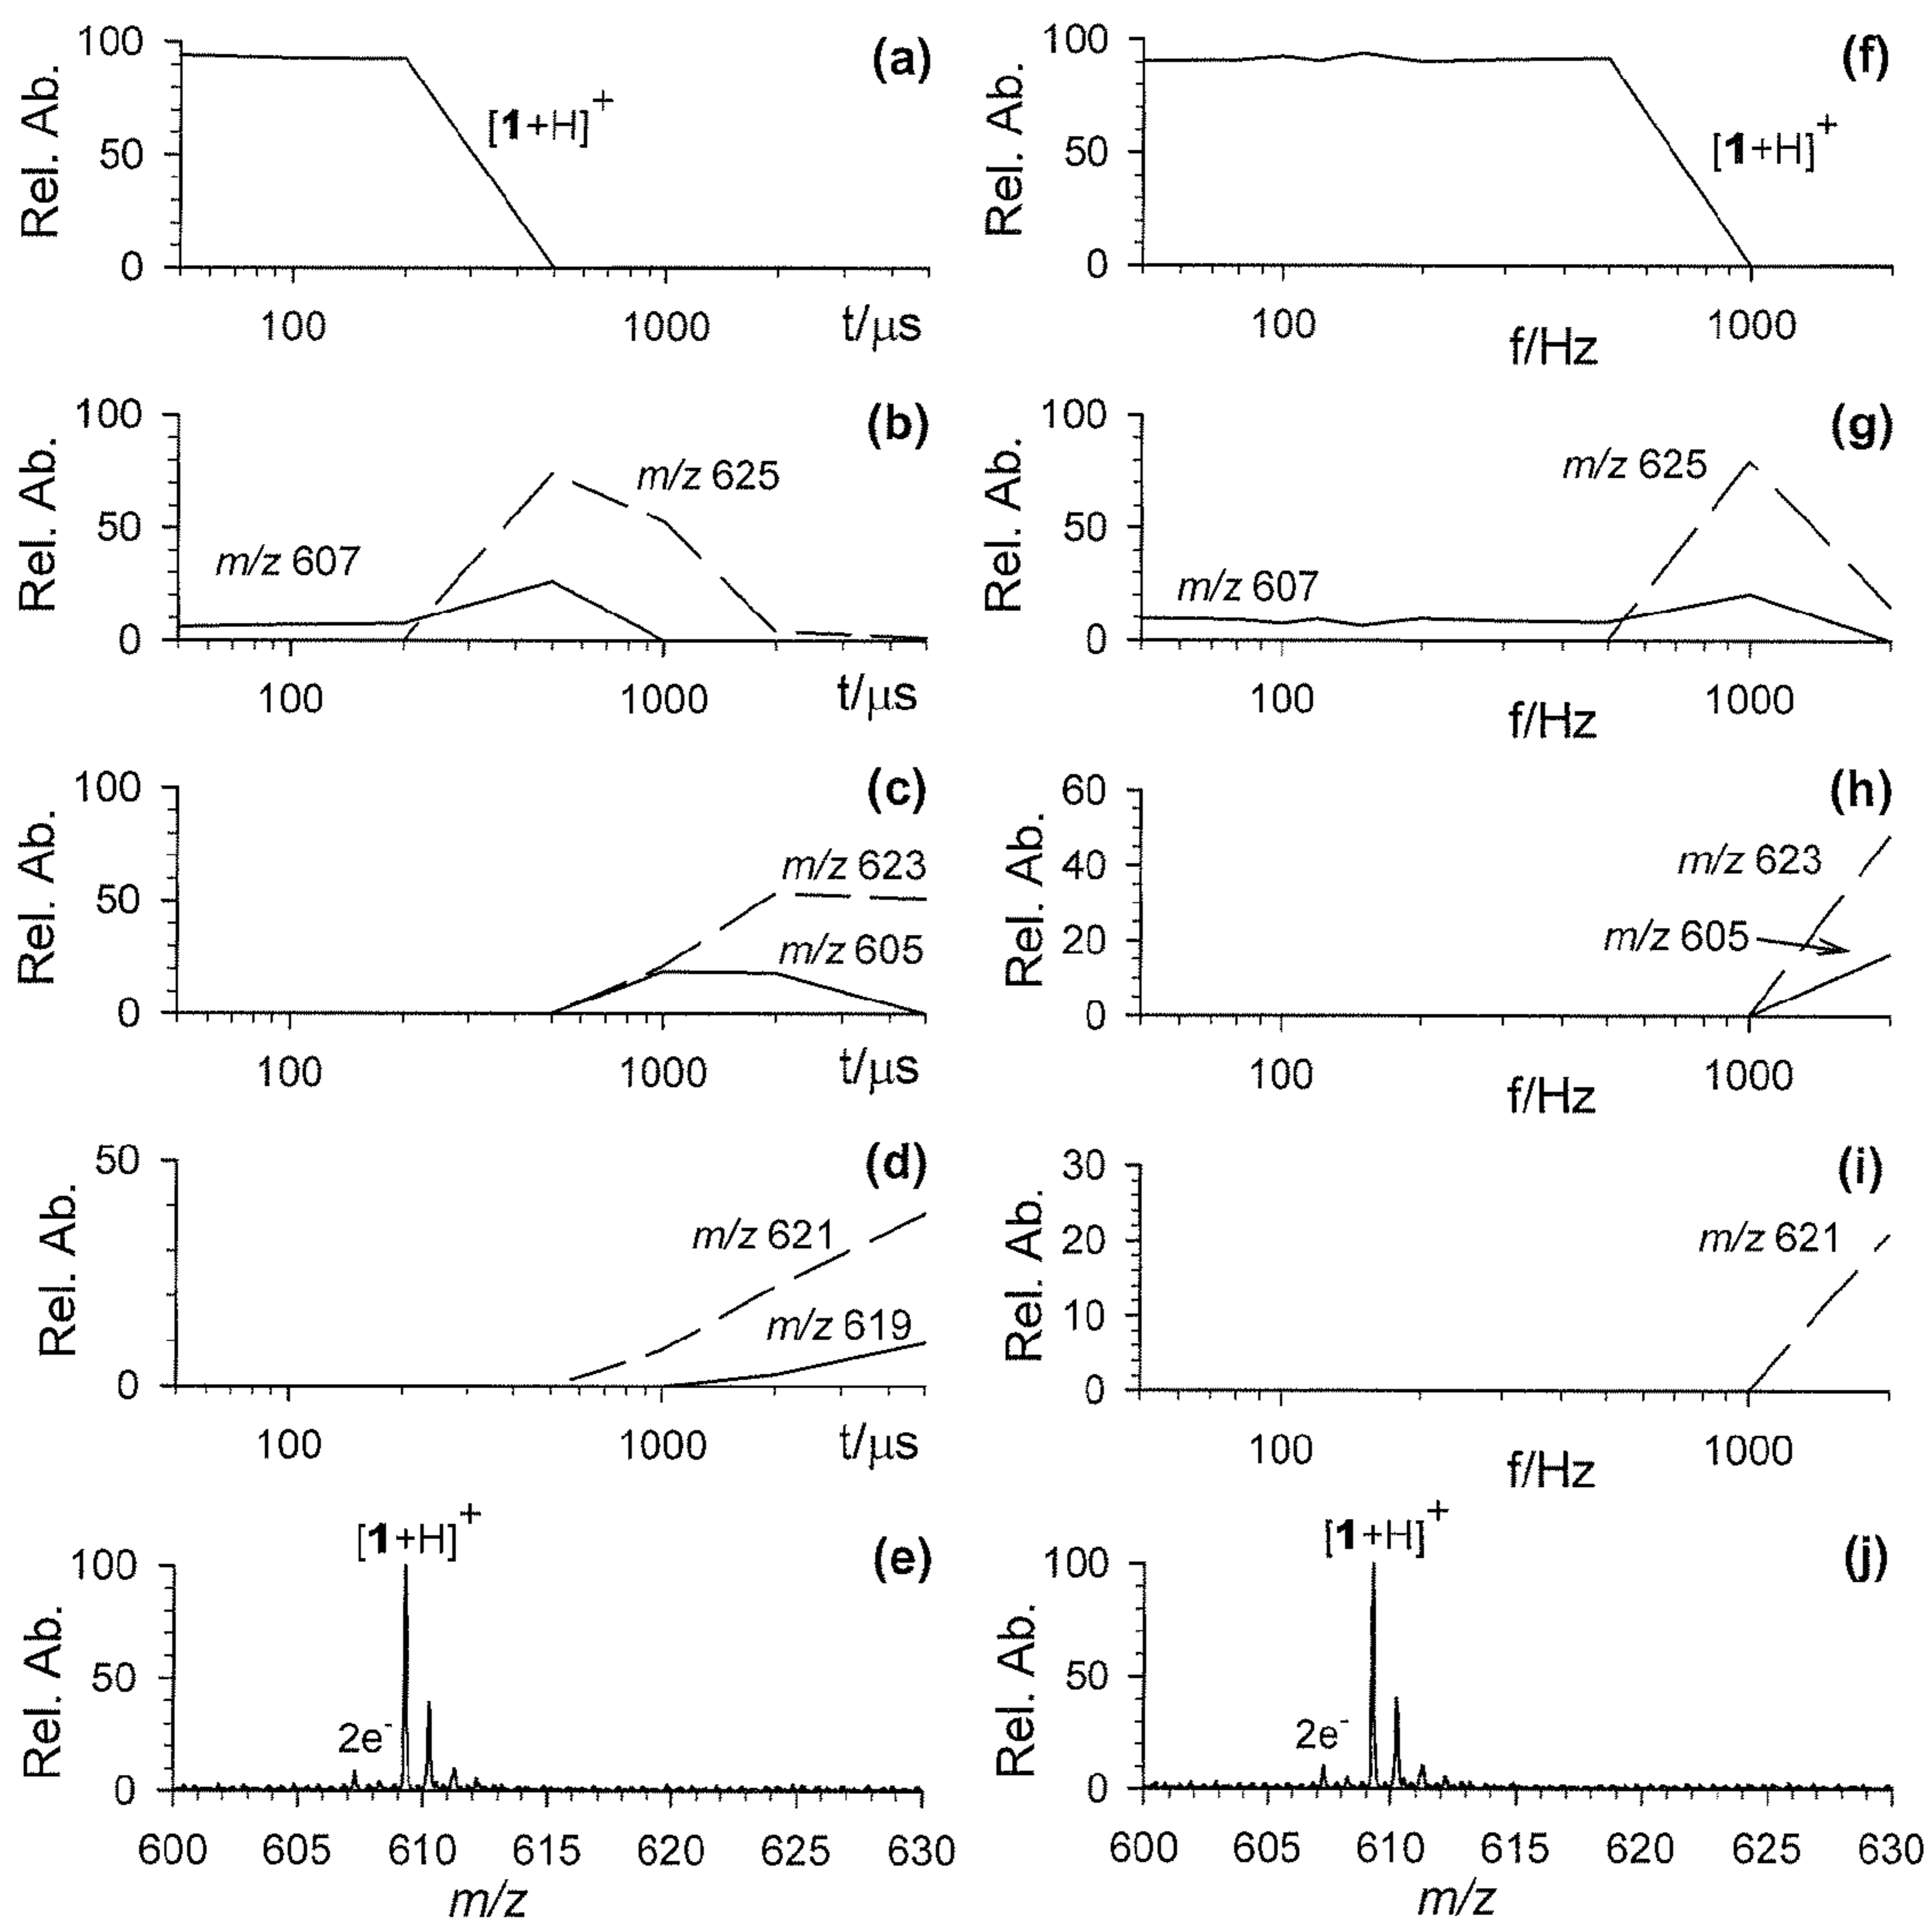 (a)
Rel. Ab.
100
50
0
[1+H]+
100
1000
t/μs
(f)
Rel. Ab.
100
50
0
[1+H]+
100
1000
f/Hz
(b)
Rel. Ab.
100
50
0
m/z 607
m/z 625
100
1000
t/μs
(g)
Rel. Ab.
100
50
0
m/z 607
m/z 625
100
1000
f/Hz
(c)
Rel. Ab.
100
50
0
m/z 623
m/z 605
100
1000
t/μs
(h)
Rel. Ab.
60
40
20
0
m/z 623
m/z 605
100
1000
f/Hz
(d)
Rel. Ab.
50
0
m/z 621
m/z 619
100
1000
t/μs
(i)
Rel. Ab.
30
20
10
0
m/z 621
100
1000
f/Hz
(e)
Rel. Ab.
100
50
0
[1+H]+
2e-
600 605 610 615 620 625 630
m/z
(j)
Rel. Ab.
100
50
0
[1+H]+
2e-
600 605 610 615 620 625 630
m/z